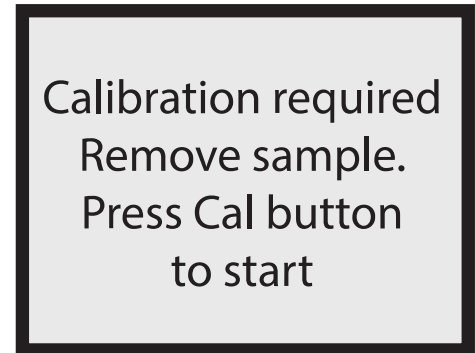 Calibration required
Remove sample.
Press Cal button
to start